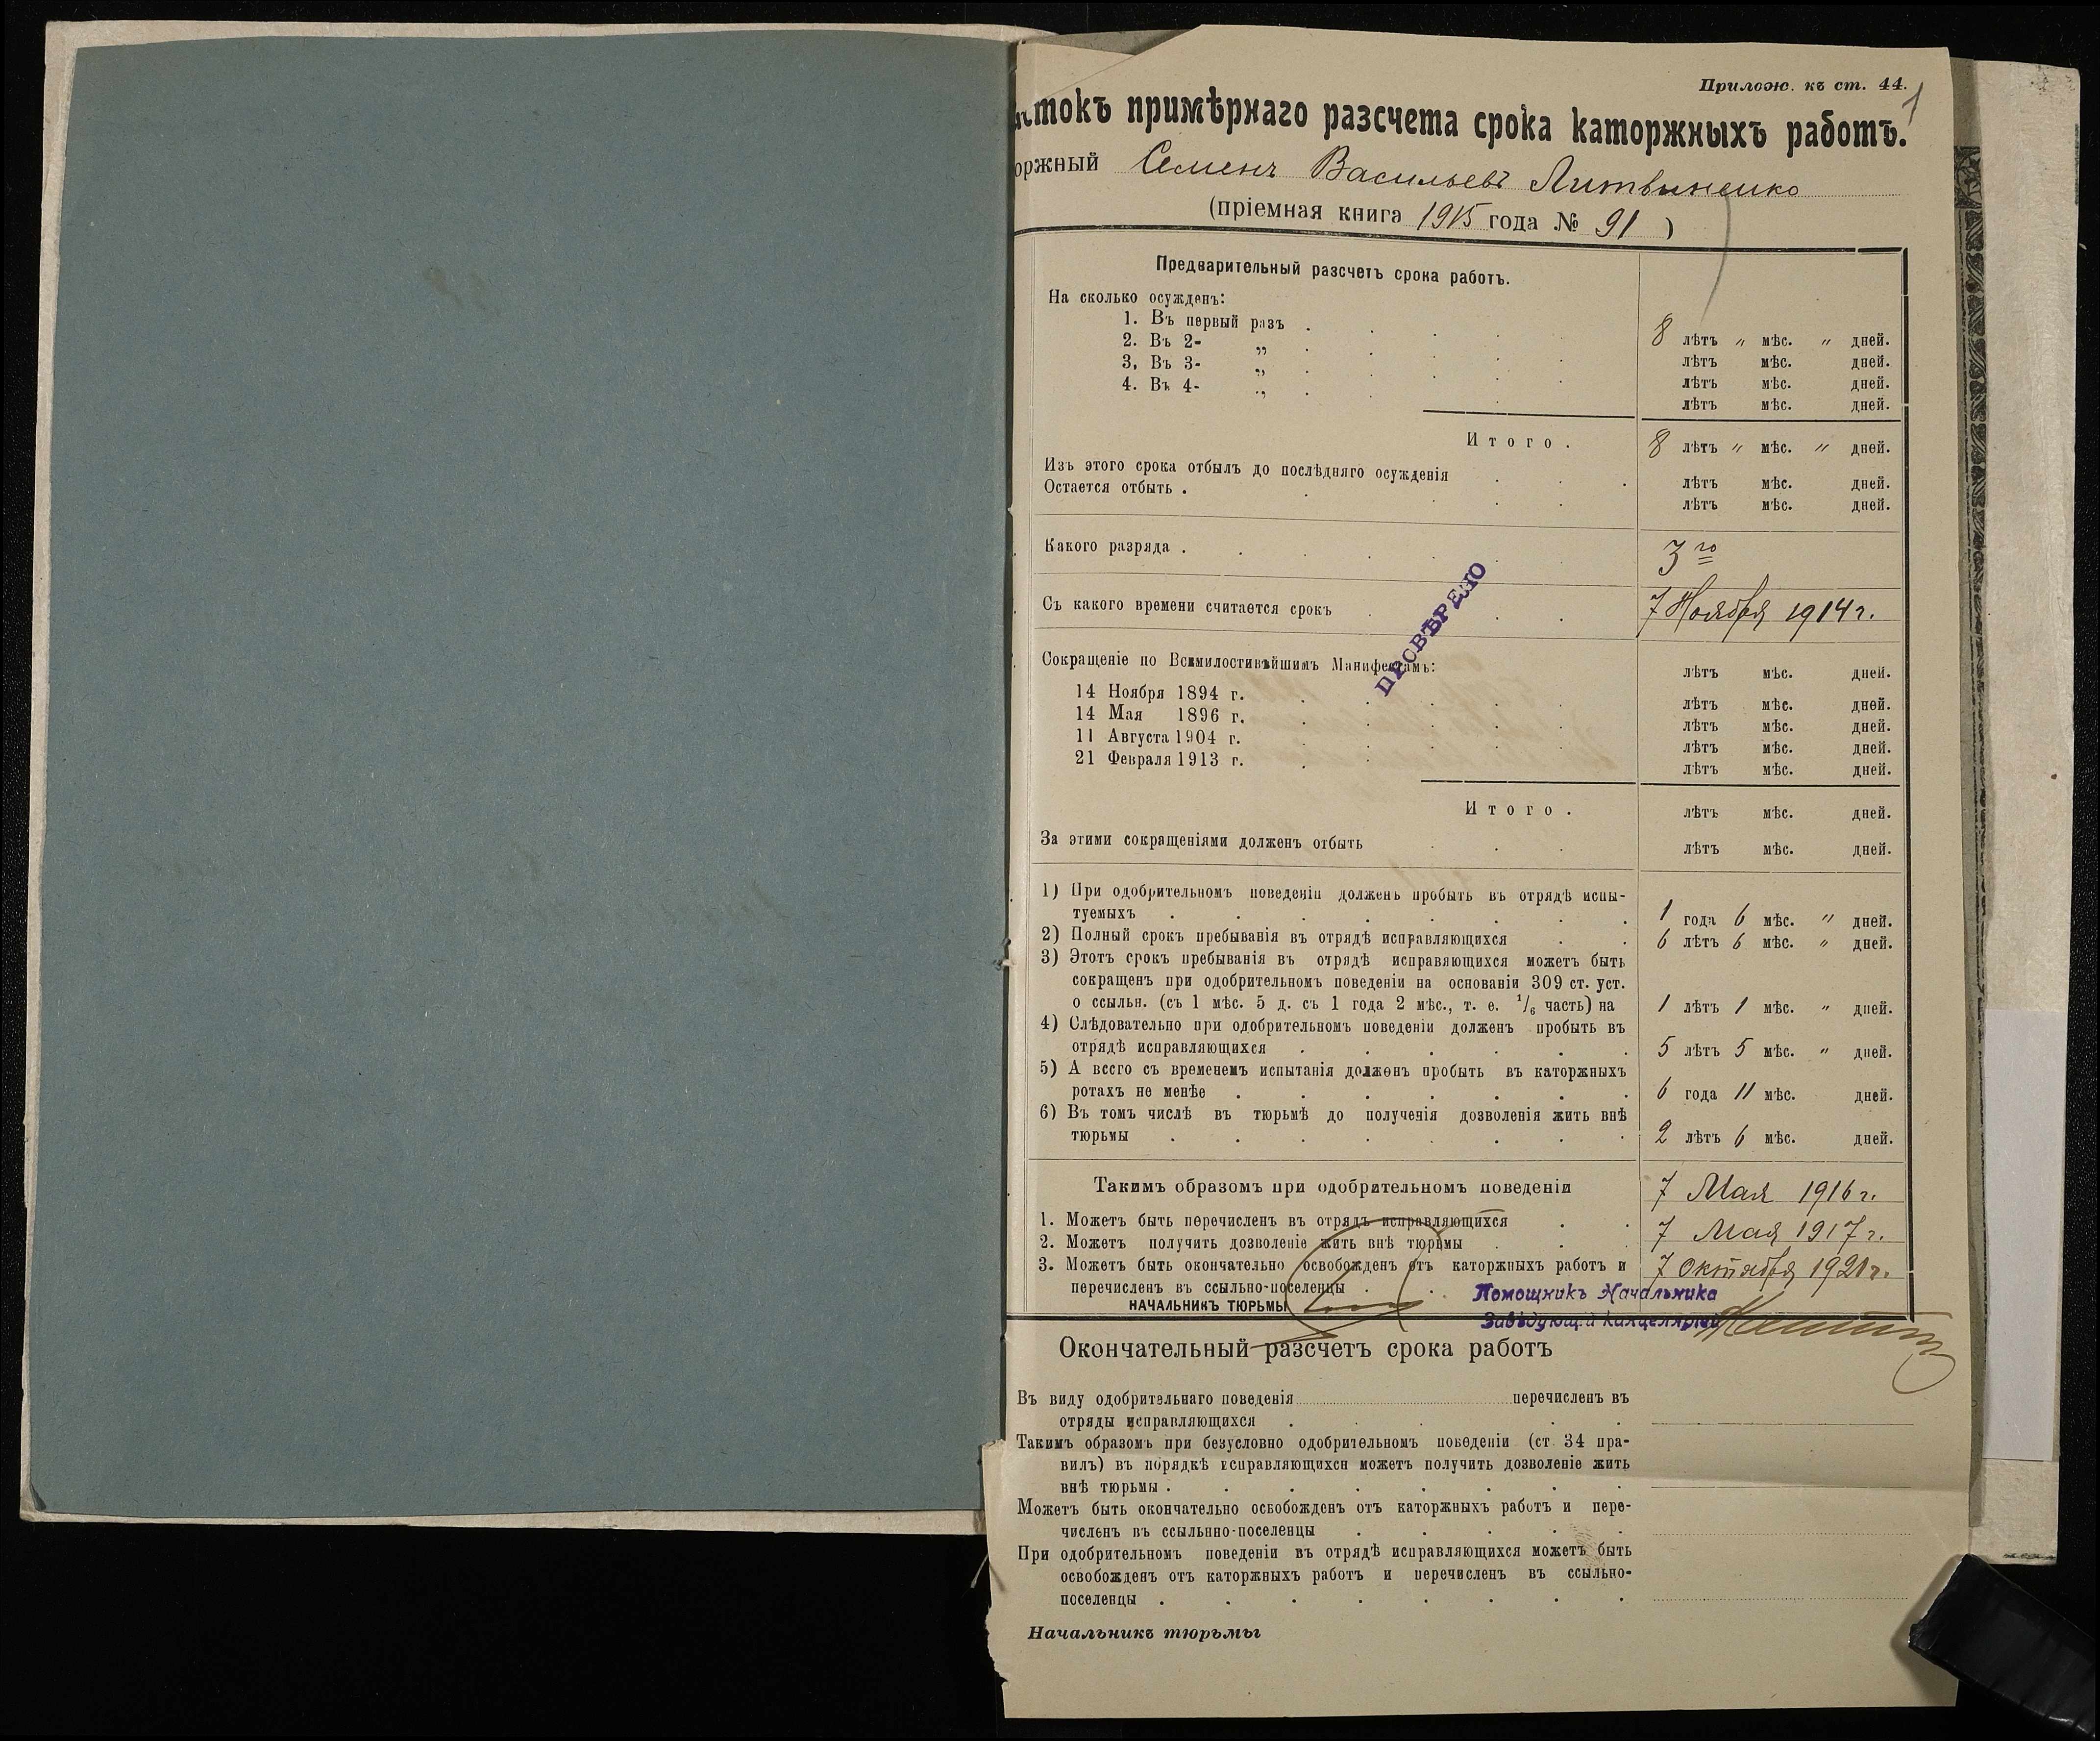 Прилож. къ ст. 44.
1
стокъ примѣрнаго разсчета срока каторжныхъ работъ.
оржный Семенъ Васильевъ Литвиненко
(пріемная книга 1915 года № 91 )
Предварительный разсчетъ срока работъ.
На сколько осужденъ:
1. Въ первый разъ . 8 лѣтъ " мѣс. " дней.
2. Въ 2- „ лѣтъ мѣс. дней.
3, Въ 3- „ лѣтъ мѣс. дней.
4. Въ 4- „ лѣтъ мѣс. дней.
Итого. 8 лѣтъ " мѣс. " дней.
Изъ этого срока отбылъ до послѣдняго осужденія лѣтъ мѣс. дней.
Остается отбыть . лѣтъ мѣс. дней.
Какого разряда . 3го
Съ какого времени считается срокъ 7 Ноября 1914 г.
ПРОВѢРЕНО
Сокращеніе по Всемилостивѣйшимъ Манифестамъ: лѣтъ мѣс. дней.
14 Ноября 1894 г. лѣтъ мѣс. дней.
14 Мая 1896 г. лѣтъ мѣс. дней.
11 Августа 1904 г. лѣтъ мѣс. дней.
21 Февраля 1913 г. лѣтъ мѣс. дней.
Итого. лѣтъ мѣс. дней.
За этими сокращеніями долженъ отбыть лѣтъ мѣс. дней.
1) При одобрительномъ поведеніи долженъ пробыть въ отрядѣ испы-
туемыхъ . 1 года 6 мѣс. " дней.
2) Полный срокъ пребыванія въ отрядѣ исправляющихся 6 лѣтъ 6 мѣс. " дней.
3) Этотъ срокъ пребыванія въ отрядѣ исправяющихся можетъ быть
сокращенъ при одобрительномъ поведеніи на основаніи 309 ст. уст.
о ссыльн. (съ 1 мѣс. 5 д. съ 1 года 2 мѣс., т. е. 1/6 часть) на 1 лѣтъ 1 мѣс. " дней.
4) Слѣдовательно при одобрительномъ поведеніи долженъ пробыть въ
отрядѣ исправляющихся . 5 лѣтъ 5 мѣс. " дней.
5) А всего съ временемъ испытанія долженъ пробыть въ каторжныхъ
ротахъ не менѣе . 6 года 11 мѣс. дней.
6) Въ томъ числѣ въ тюрьмѣ до полученія дозволенія жить внѣ
тюрьмы . 2 лѣтъ 6 мѣс. дней.
Такимъ образомъ при одобрительномъ поведеніи 7 Мая 1916 г.
1. Можетъ быть перечисленъ въ отрядъ исправляющихся 7 Мая 1917 г.
2. Можетъ получить дозволеніе жить внѣ тюрьмы
3. Можетъ быть окончательно освобожденъ отъ каторжныхъ работъ и 7 Октября 1921 г.
перечисленъ въ ссыльно-поселенцы .
НАЧАЛЬНИКЪ ТЮРЬМЫ
Помощникъ Начальника
Завѣдующій канцеляріей
Окончательный разсчетъ срока работъ
Въ виду одобрительнаго поведенія перечисленъ въ
отряды исправляющихся .
Такимъ образомъ при безусловно одобрительномъ поведеніи (ст. 34 пра-
вилъ) въ порядкѣ исправляющихся можетъ получить дозволеніе жить
внѣ тюрьмы .
Можетъ быть окончательно освобожденъ отъ каторжныхъ работъ и пере-
численъ въ ссыльнно-поселенцы .
При одобрительномъ поведеніи въ отрядѣ исправляющихся можетъ быть
освобожденъ отъ каторжныхъ работъ и перечисленъ въ ссыльно-
поселенцы .
Начальникъ тюрьмы